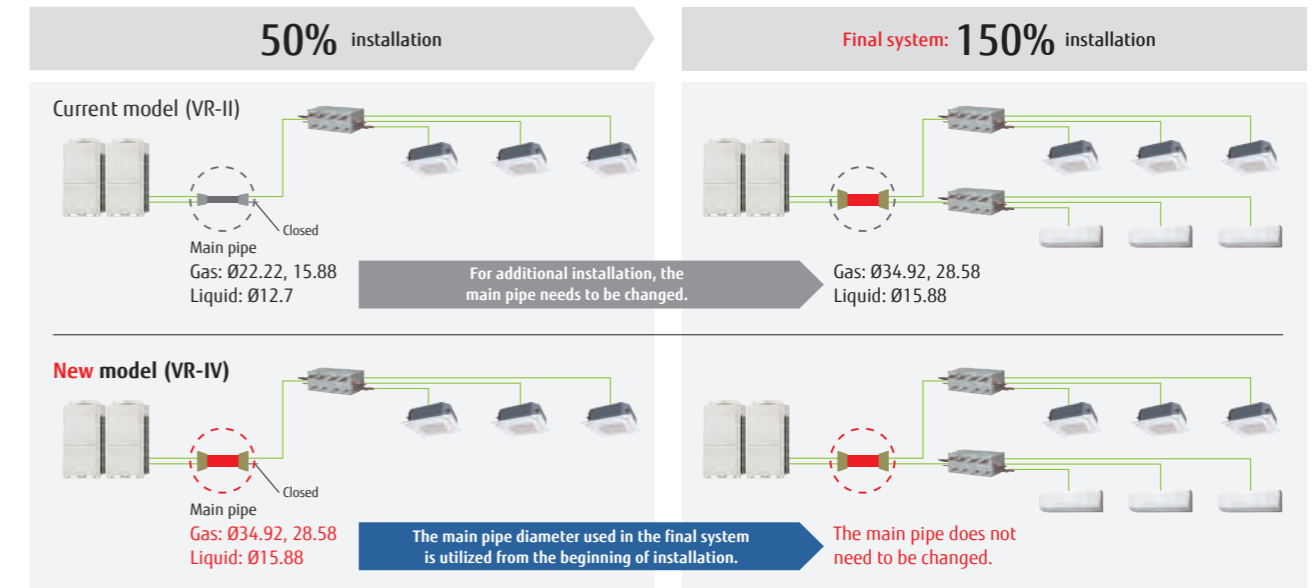 50% installation
Final system: 150% installation
Current model (VR-II)
Closed
Main pipe
Gas: Ø22.22, 15.88
Liquid: Ø12.7
For additional installation, the
main pipe needs to be changed.
Gas: Ø34.92, 28.58
Liquid: Ø15.88
New model (VR-IV)
Closed
Main pipe
Gas: Ø34.92, 28.58
Liquid: Ø15.88
The main pipe diameter used in the final system
is utilized from the beginning of installation.
The main pipe does not
need to be changed.